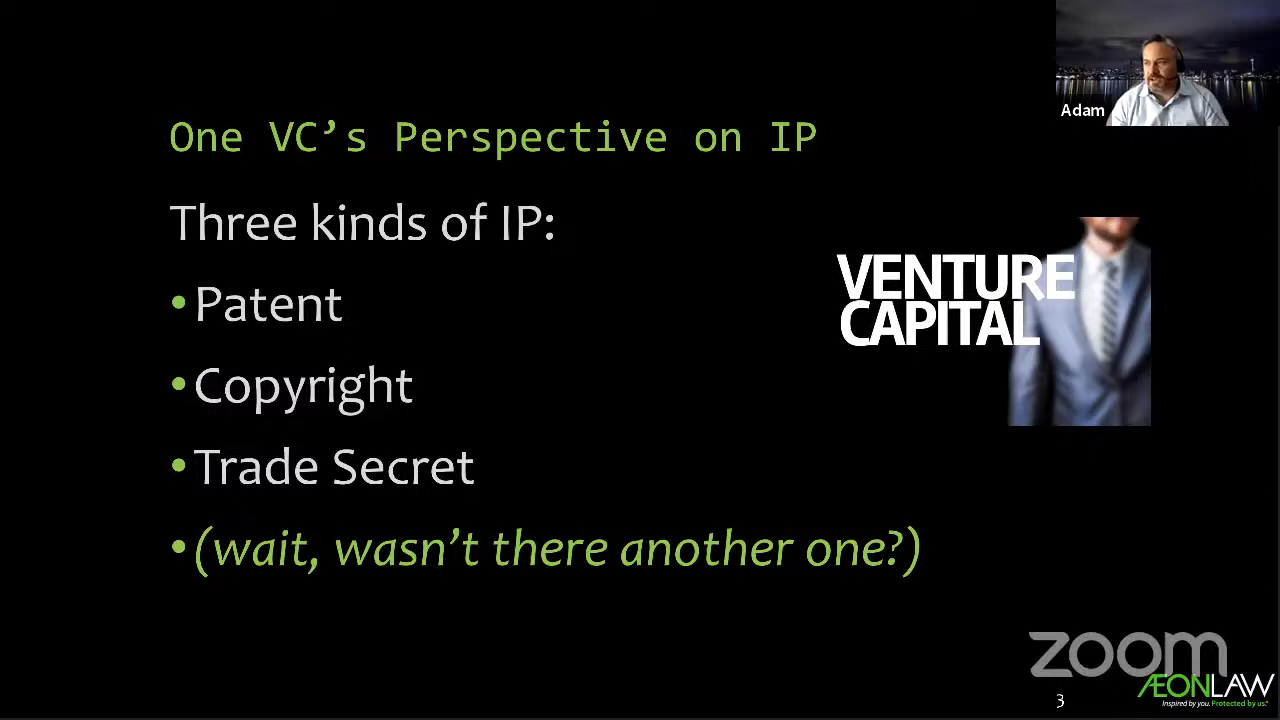 Adam
One VC’s Perspective on IP
Three kinds of IP:
•Patent
•Copyright
•Trade Secret
•(wait, wasn’t there another one?)
VENTURE
CAPITAL
zoom
ÆONLAW
Inspired by you. Protected by us.®
3